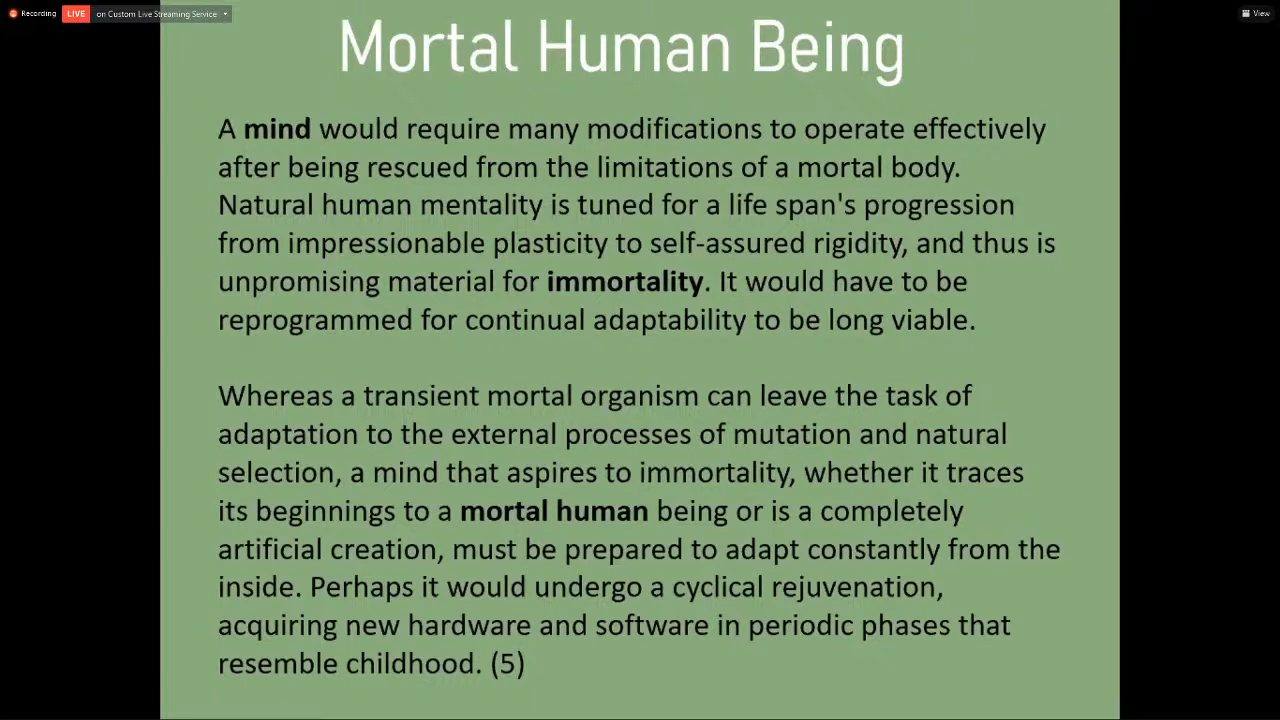 Recording LIVE on Custom Live Streaming Service View
Mortal Human Being
A mind would require many modifications to operate effectively
after being rescued from the limitations of a mortal body.
Natural human mentality is tuned for a life span's progression
from impressionable plasticity to self-assured rigidity, and thus is
unpromising material for immortality. It would have to be
reprogrammed for continual adaptability to be long viable.
Whereas a transient mortal organism can leave the task of
adaptation to the external processes of mutation and natural
selection, a mind that aspires to immortality, whether it traces
its beginnings to a mortal human being or is a completely
artificial creation, must be prepared to adapt constantly from the
inside. Perhaps it would undergo a cyclical rejuvenation,
acquiring new hardware and software in periodic phases that
resemble childhood. (5)